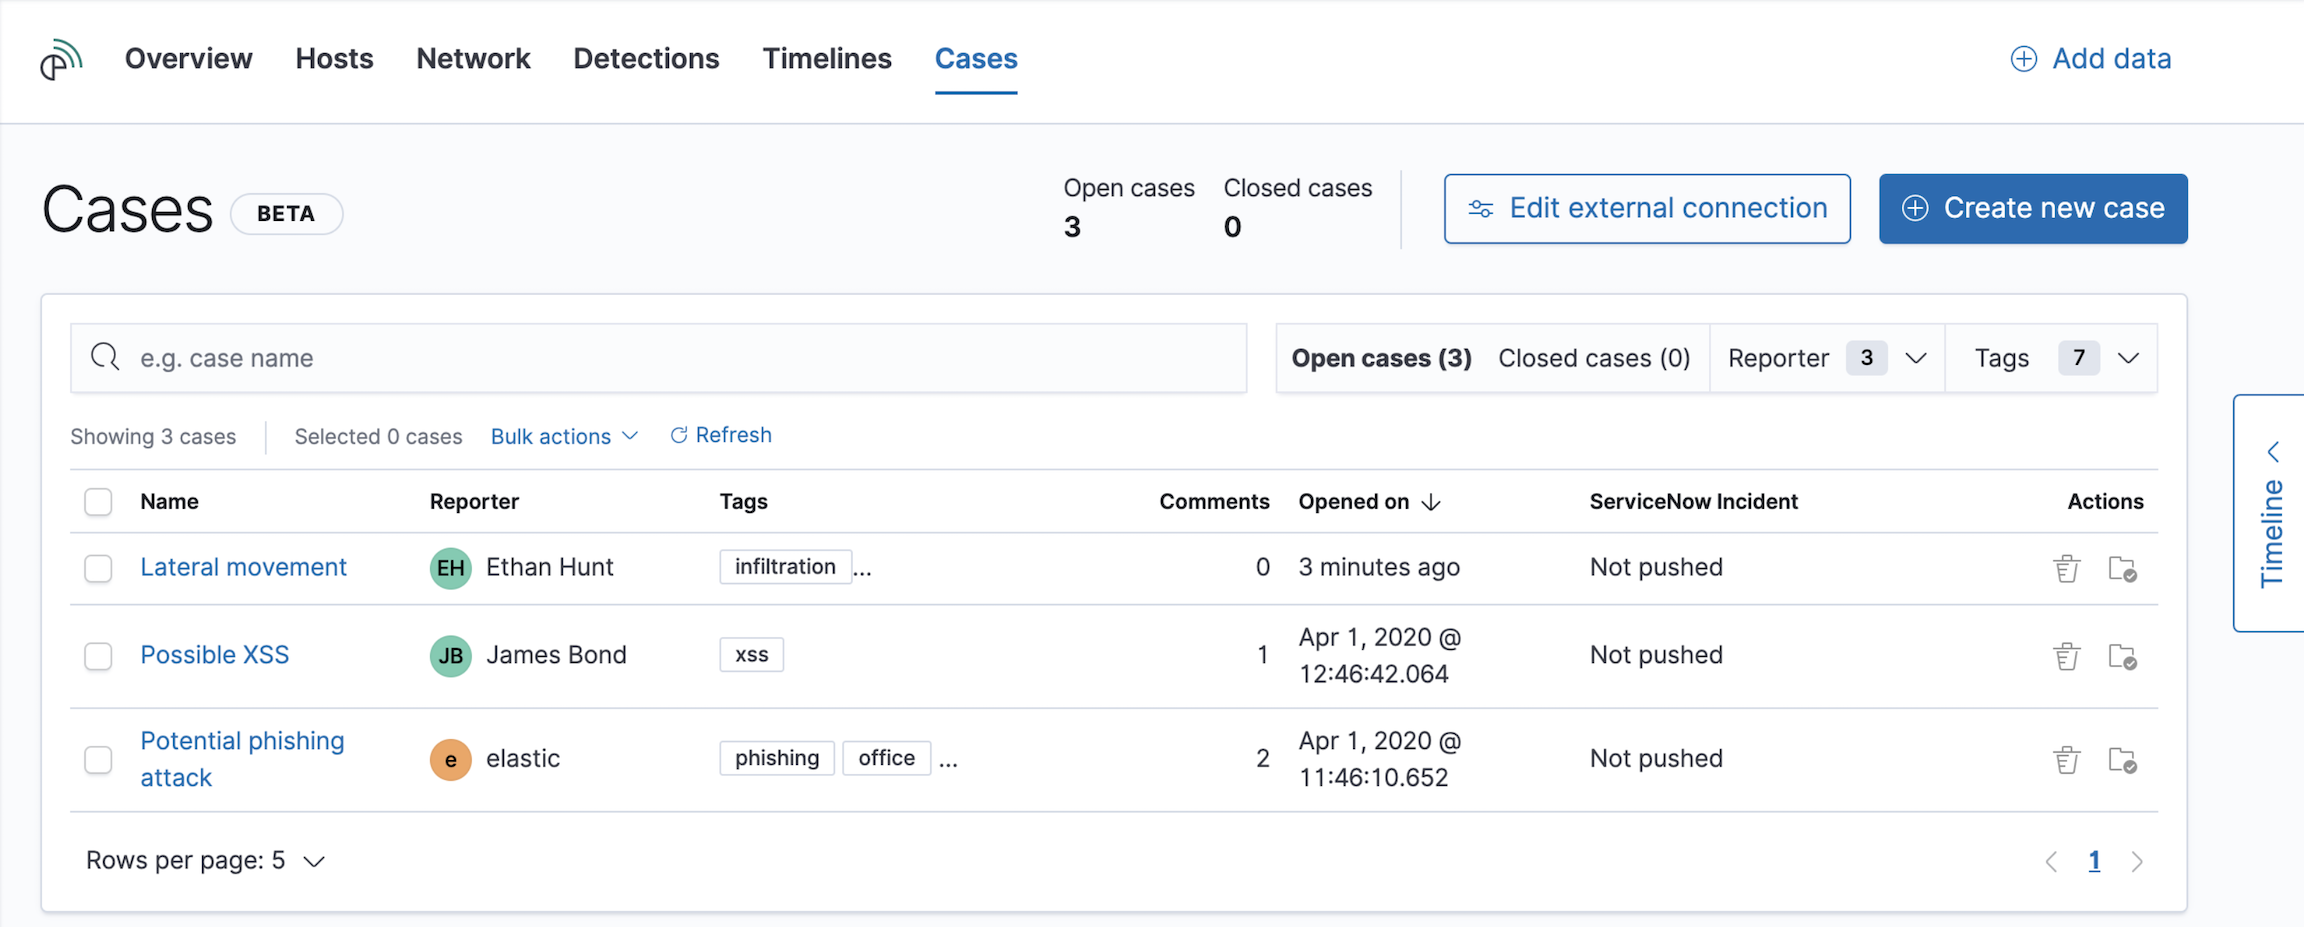 Overview Hosts Network Detections Timelines Cases Add data
Cases BETA
Open cases Closed cases
3 0
Edit external connection
Create new case
e.g. case name
Open cases (3) Closed cases (0) Reporter 3 Tags 7
Showing 3 cases Selected 0 cases Bulk actions Refresh
Name Reporter Tags Comments Opened on ServiceNow Incident Actions
Lateral movement EH Ethan Hunt infiltration... 0 3 minutes ago Not pushed
Possible XSS JB James Bond xss 1 Apr 1, 2020 @
12:46:42.064
Not pushed
Potential phishing
attack
e elastic phishing office ... 2 Apr 1, 2020 @
11:46:10.652
Not pushed
Rows per page: 5
1
Timeline